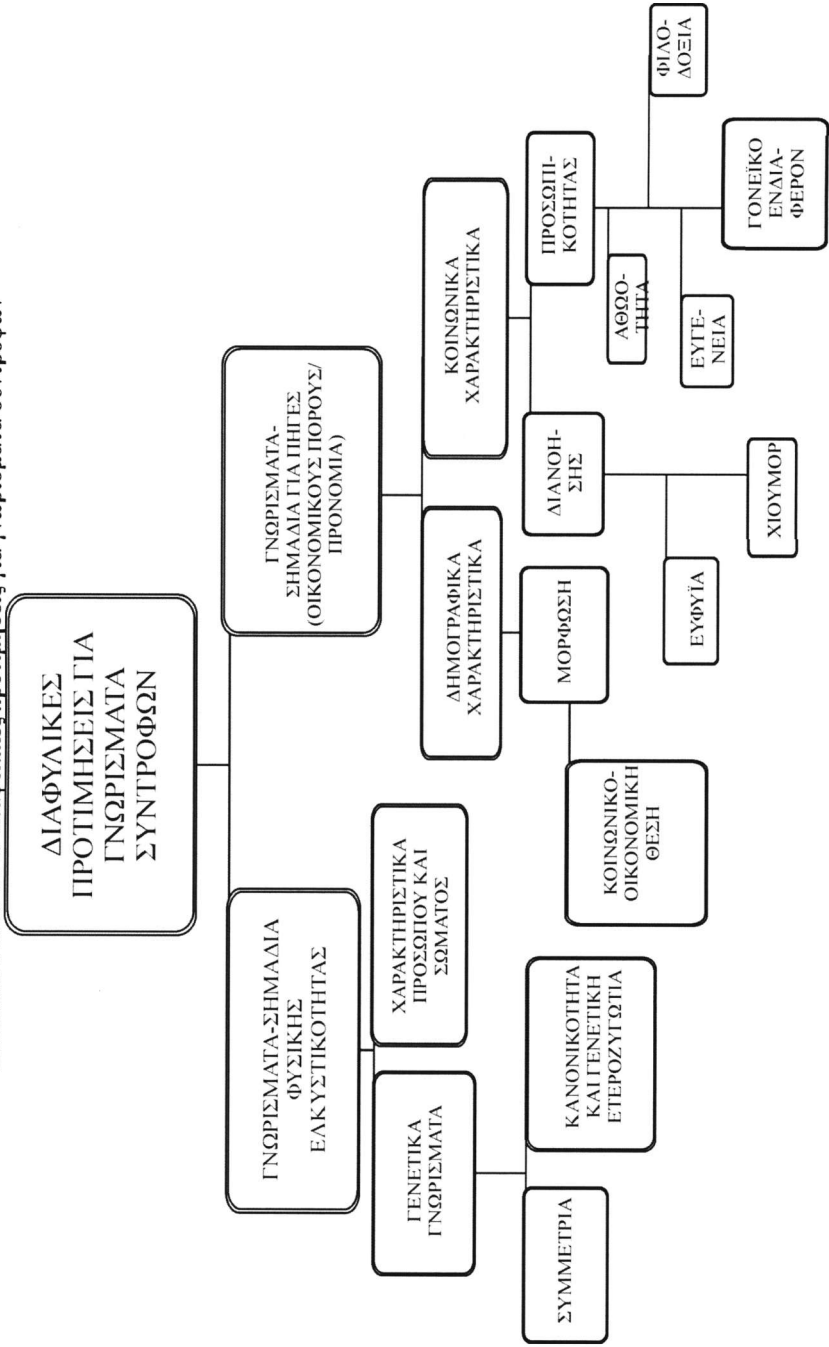 ΔΙΑΦΥΛΙΚΕΣ
ΠΡΟΤΙΜΗΣΕΙΣ ΓΙΑ
ΓΝΩΡΙΣΜΑΤΑ
ΣΥΝΤΡΟΦΩΝ
ΓΝΩΡΙΣΜΑΤΑ-ΣΗΜΑΔΙΑ
ΦΥΣΙΚΗΣ
ΕΛΚΥΣΤΙΚΟΤΗΤΑΣ
ΓΝΩΡΙΣΜΑΤΑ-
ΣΗΜΑΔΙΑ ΓΙΑ ΠΗΓΕΣ
(ΟΙΚΟΝΟΜΙΚΟΥΣ ΠΟΡΟΥΣ/
ΠΡΟΝΟΜΙΑ)
ΓΕΝΕΤΙΚΑ
ΓΝΩΡΙΣΜΑΤΑ
ΧΑΡΑΚΤΗΡΙΣΤΙΚΑ
ΠΡΟΣΩΠΟΥ ΚΑΙ
ΣΩΜΑΤΟΣ
ΔΗΜΟΓΡΑΦΙΚΑ
ΧΑΡΑΚΤΗΡΙΣΤΙΚΑ
ΚΟΙΝΩΝΙΚΑ
ΧΑΡΑΚΤΗΡΙΣΤΙΚΑ
ΣΥΜΜΕΤΡΙΑ
ΚΑΝΟΝΙΚΟΤΗΤΑ
ΚΑΙ ΓΕΝΕΤΙΚΗ
ΕΤΕΡΟΖΥΓΩΤΙΑ
ΚΟΙΝΩΝΙΚΟ-
ΟΙΚΟΝΟΜΙΚΗ
ΘΕΣΗ
ΜΟΡΦΩΣΗ
ΔΙΑΝΟΗ-
ΣΗΣ
ΠΡΟΣΩΠΙ-
ΚΟΤΗΤΑΣ
ΕΥΦΥΪΑ
ΧΙΟΥΜΟΡ
ΑΘΩΟ-
ΤΗΤΑ
ΕΥΓΕ-
ΝΕΙΑ
ΦΙΛΟ-
ΔΟΞΙΑ
ΓΟΝΕΪΚΟ
ΕΝΔΙΑ-
ΦΕΡΟΝ